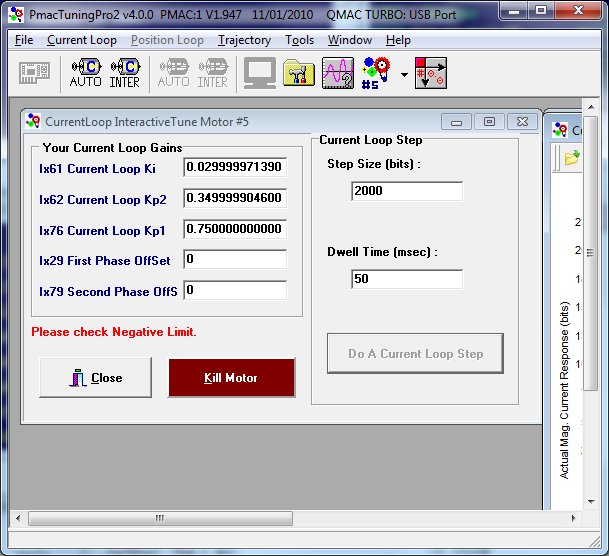 PmacTuningPro2 v4.0.0 PMAC:1 V1.947 11/01/2010 QMAC TURBO: USB Port
File Current Loop Position Loop Trajectory Tools Window Help
AUTO INTER AUTO INTER #5
CurrentLoop InteractiveTune Motor #5
Your Current Loop Gains
Ix61 Current Loop Ki 0.029999971390
Ix62 Current Loop Kp2 0.349999904600
Ix76 Current Loop Kp1 0.750000000000
Ix29 First Phase OffSet 0
Ix79 Second Phase OffS 0
Please check Negative Limit.
Close
Kill Motor
Current Loop Step
Step Size (bits) :
2000
Dwell Time (msec) :
50
Do A Current Loop Step
Actual Mag. Current Response (bits)